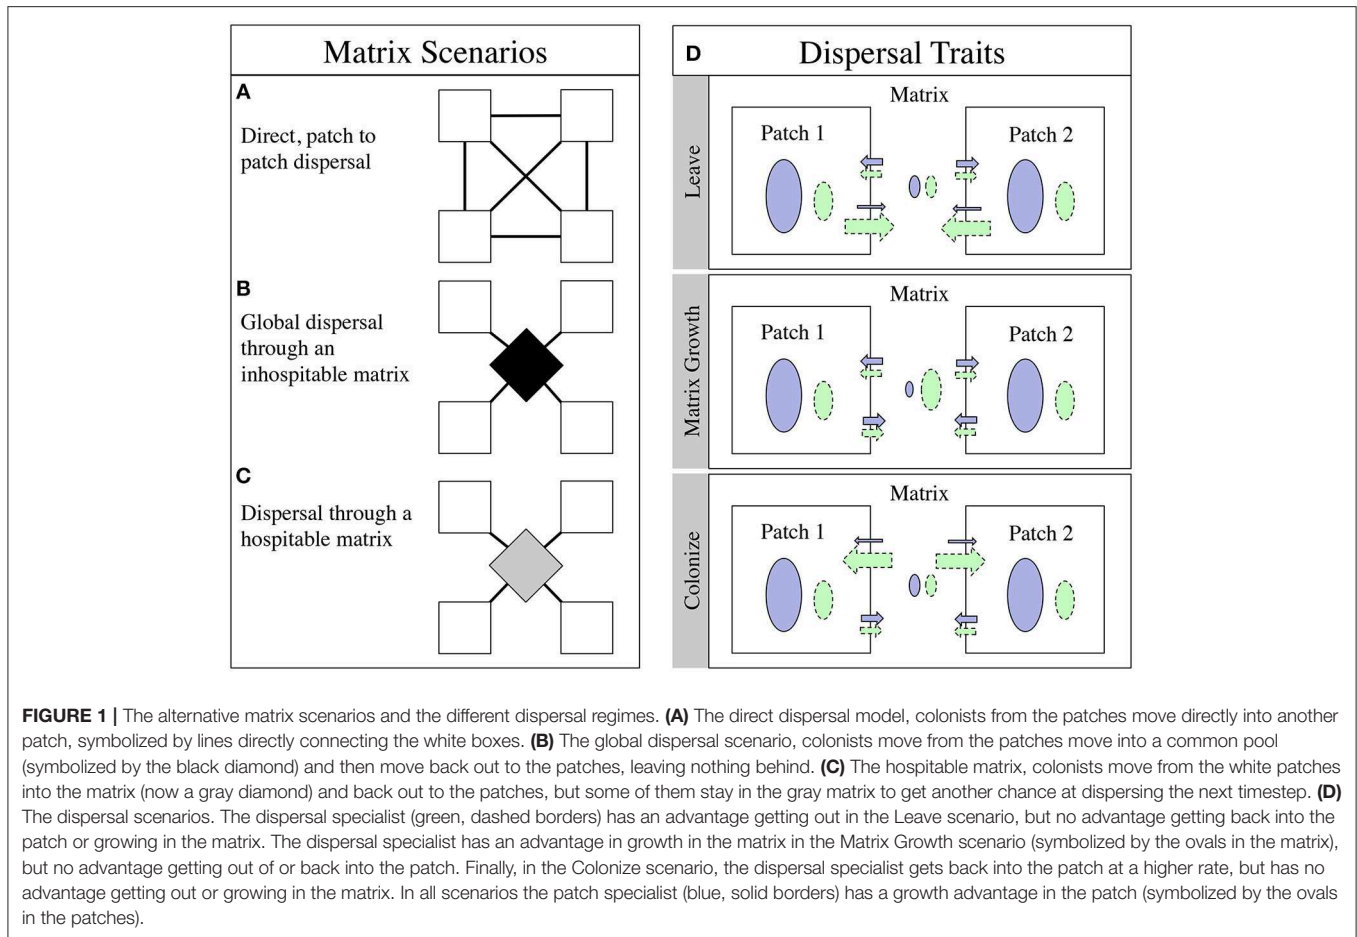 Matrix Scenarios
A
Direct, patch to
patch dispersal
B
Global dispersal
through an
inhospitable matrix
C
Dispersal through a
hospitable matrix
D
Dispersal Traits
Leave
Matrix
Patch 1
Patch 2
Matrix Growth
Matrix
Patch 1
Patch 2
Colonize
Matrix
Patch 1
Patch 2
FIGURE 1 | The alternative matrix scenarios and the different dispersal regimes. (A) The direct dispersal model, colonists from the patches move directly into another
patch, symbolized by lines directly connecting the white boxes. (B) The global dispersal scenario, colonists move from the patches move into a common pool
(symbolized by the black diamond) and then move back out to the patches, leaving nothing behind. (C) The hospitable matrix, colonists move from the white patches
into the matrix (now a gray diamond) and back out to the patches, but some of them stay in the gray matrix to get another chance at dispersing the next timestep. (D)
The dispersal scenarios. The dispersal specialist (green, dashed borders) has an advantage getting out in the Leave scenario, but no advantage getting back into the
patch or growing in the matrix. The dispersal specialist has an advantage in growth in the matrix in the Matrix Growth scenario (symbolized by the ovals in the matrix),
but no advantage getting out of or back into the patch. Finally, in the Colonize scenario, the dispersal specialist gets back into the patch at a higher rate, but has no
advantage getting out or growing in the matrix. In all scenarios the patch specialist (blue, solid borders) has a growth advantage in the patch (symbolized by the ovals
in the patches).